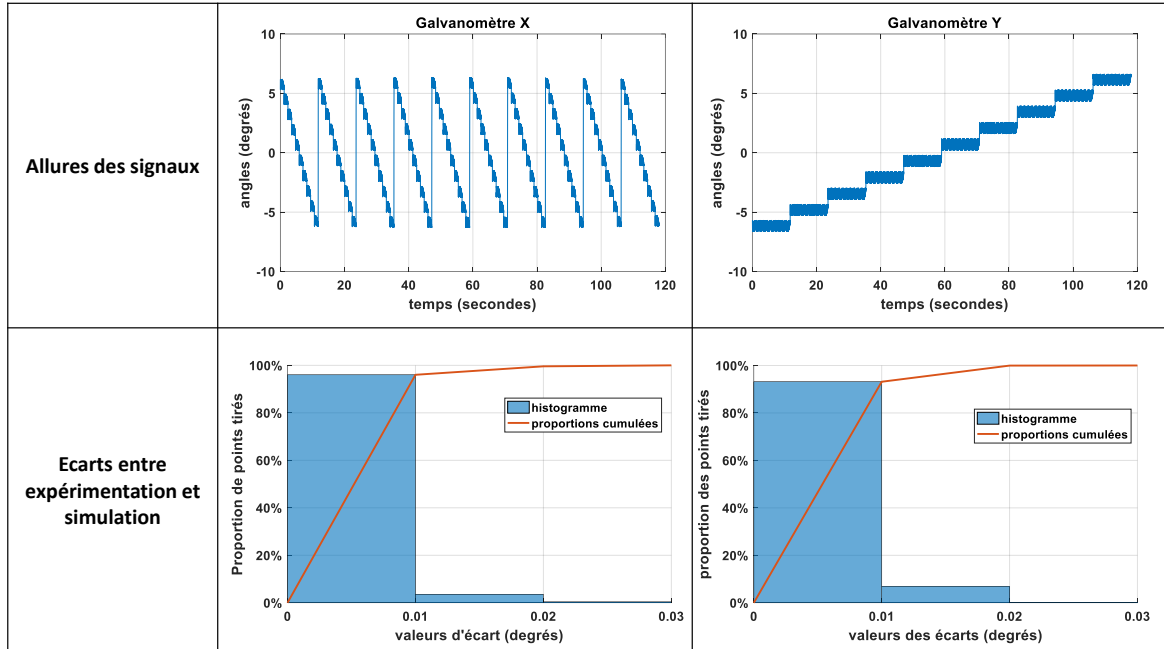 Allures des signaux
Galvanomètre X
10
5
0
-5
-10
angles (degrés)
0 20 40 60 80 100 120
temps (secondes)
Galvanomètre Y
10
5
0
-5
-10
angles (degrés)
0 20 40 60 80 100 120
temps (secondes)
Ecarts entre
expérimentation et
simulation
100%
80%
60%
40%
20%
0%
Proportion de points tirés
histogramme
proportions cumulées
0 0.01 0.02 0.03
valeurs d'écart (degrés)
100%
80%
60%
40%
20%
0%
proportion des points tirés
histogramme
proportions cumulées
0 0.01 0.02 0.03
valeurs des écarts (degrés)